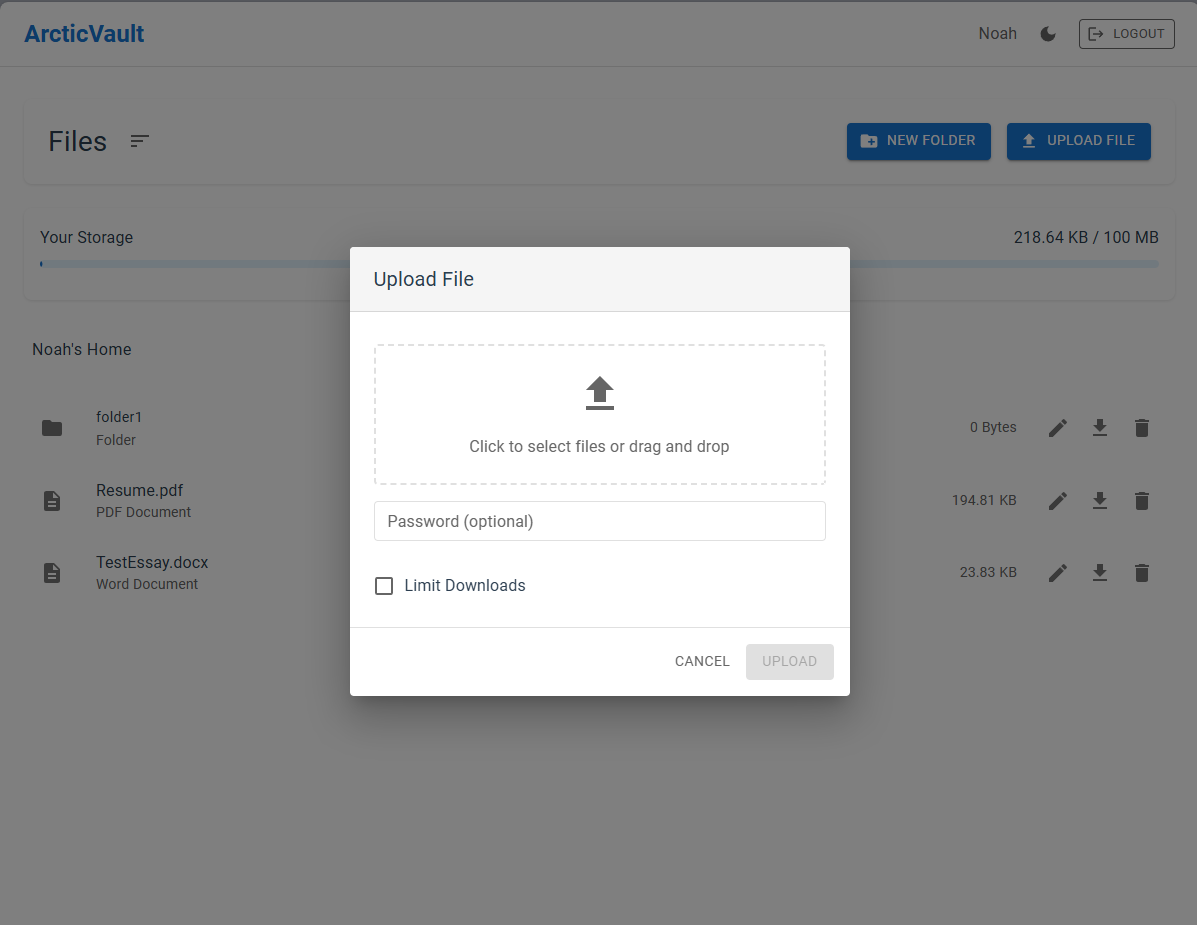 ArcticVault
Noah
LOGOUT
Files
NEW FOLDER
UPLOAD FILE
Your Storage
218.64 KB / 100 MB
Upload File
Noah's Home
Click to select files or drag and drop
folder1
Folder
0 Bytes
Resume.pdf
PDF Document
194.81 KB
Password (optional)
TestEssay.docx
Word Document
23.83 KB
Limit Downloads
CANCEL
UPLOAD